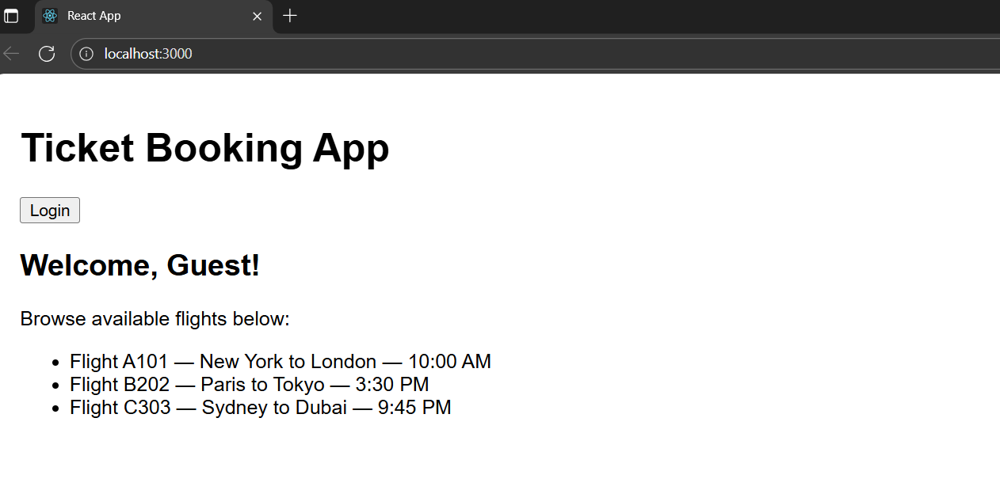 React App
localhost:3000
Ticket Booking App
Login
Welcome, Guest!
Browse available flights below:
• Flight A101 — New York to London — 10:00 AM
• Flight B202 — Paris to Tokyo — 3:30 PM
• Flight C303 — Sydney to Dubai — 9:45 PM